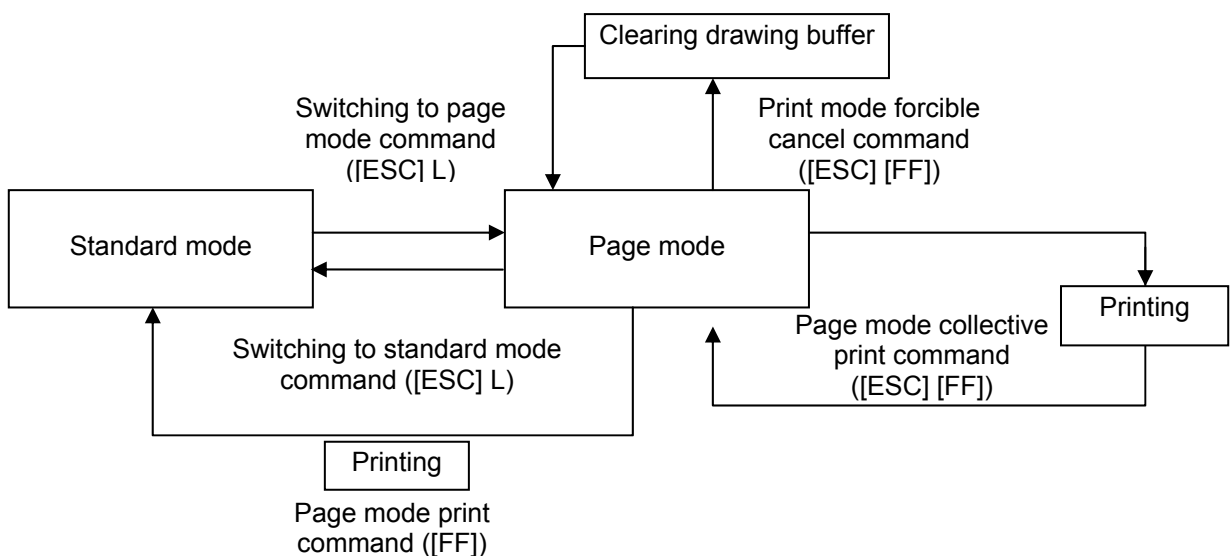 Clearing drawing buffer
Switching to page
mode command
([ESC] L)
Print mode forcible
cancel command
([ESC] [FF])
Standard mode
Page mode
Printing
Switching to standard mode
command ([ESC] L)
Page mode collective
print command
([ESC] [FF])
Printing
Page mode print
command ([FF])